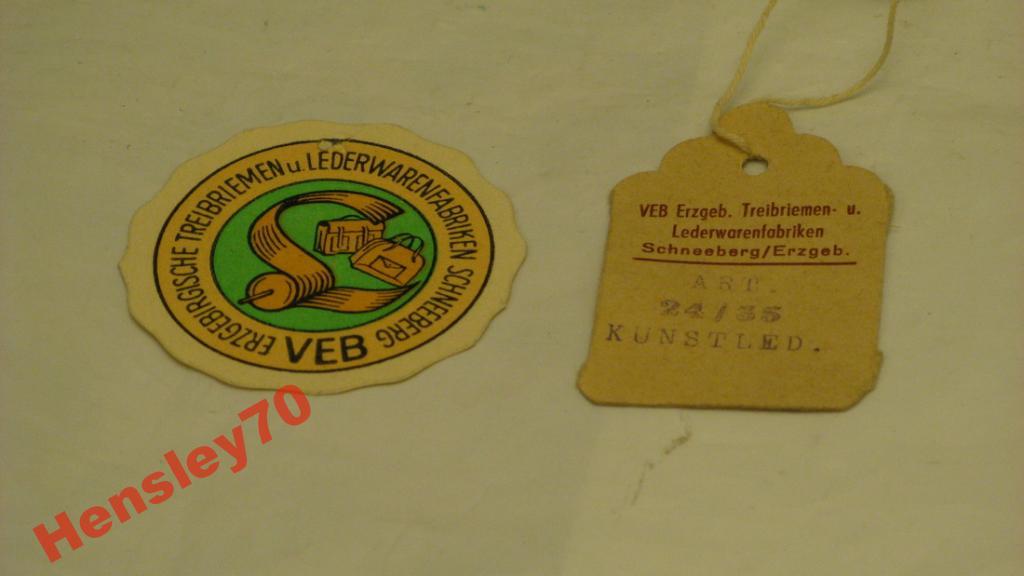 ERZGEBIRGISCHE TREIBRIEMEN u. LEDERWARENFABRIKEN SCHNEEBERG
VEB
VEB Erzgeb. Treibriemen- u.
Lederwarenfabriken
Schneeberg/Erzgeb.
ART.
24/35
KUNSTLED.
Hensley70